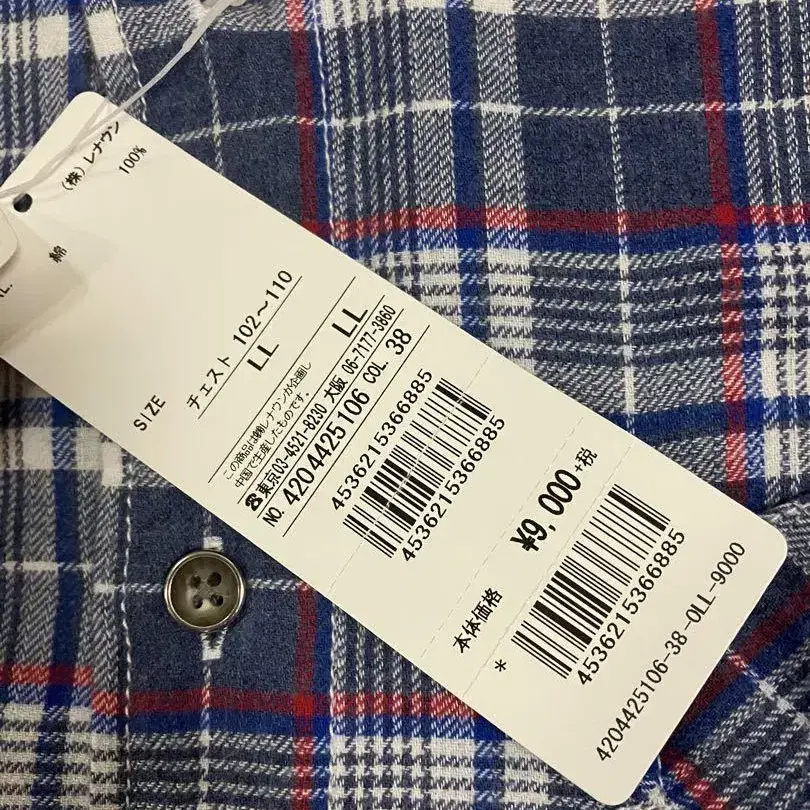 (株)レナウン
綿 100%
SIZE
チェスト 102〜110
LL
LL
この商品は㈱レナウンが企画し
中国で生産したものです。
東京03-4521-8230 大阪 06-7177-3860
NO. 4204425106 COL. 38
4536215366885
4536215366885
本体価格 ¥9,000+税
*
4536215366885
4204425106-38-0LL-9000